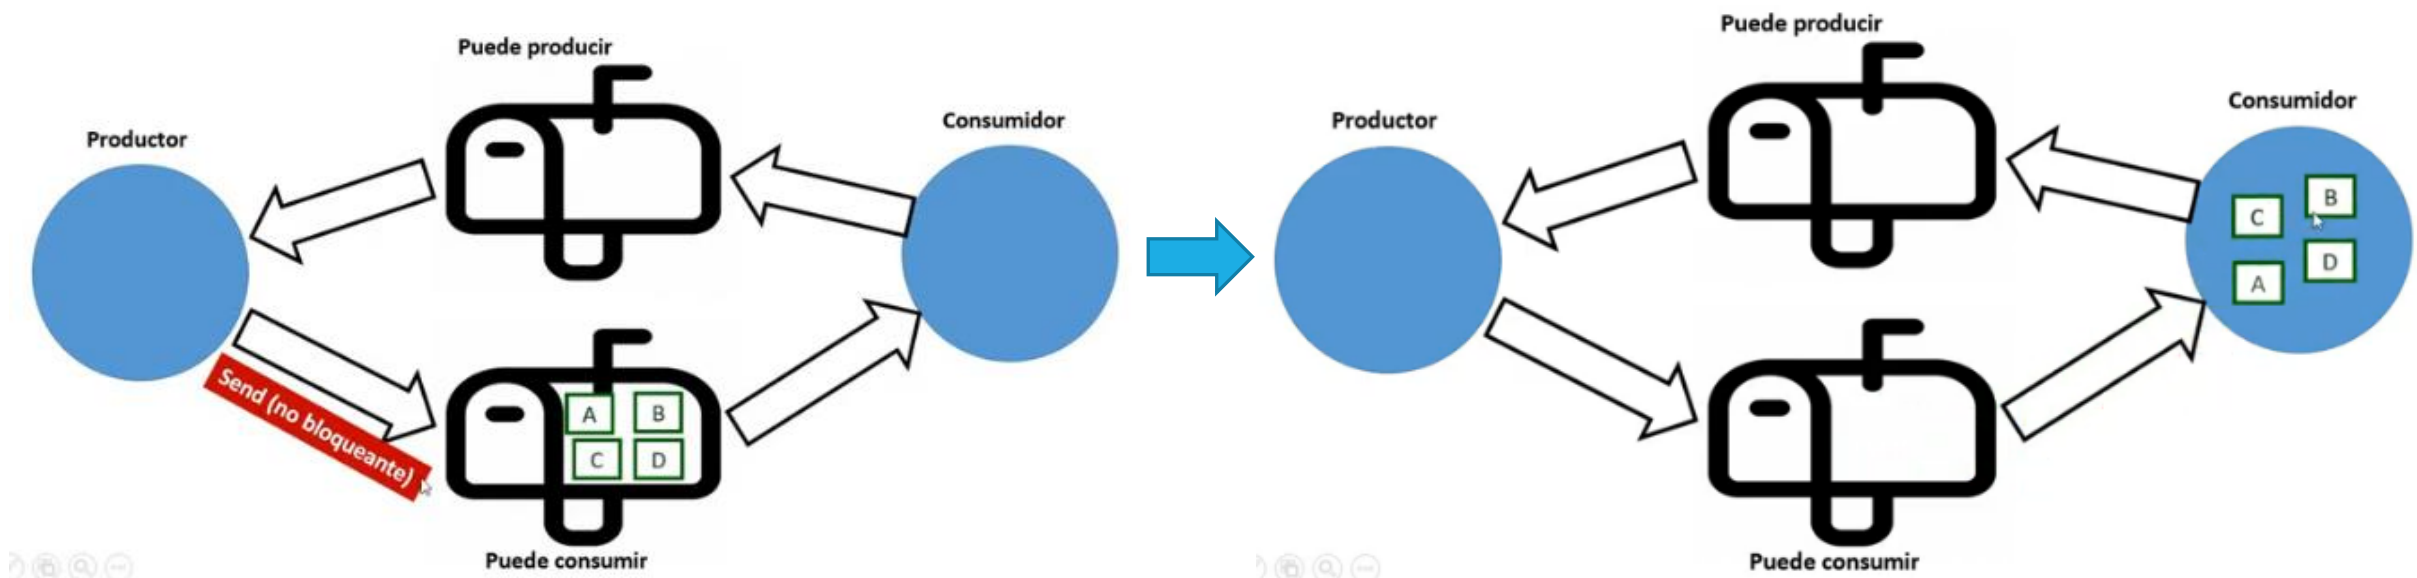 Puede producir
Productor
Consumidor
Send (no bloqueante)
A
B
C
D
Puede consumir
Puede producir
Productor
Consumidor
B
C
D
A
Puede consumir